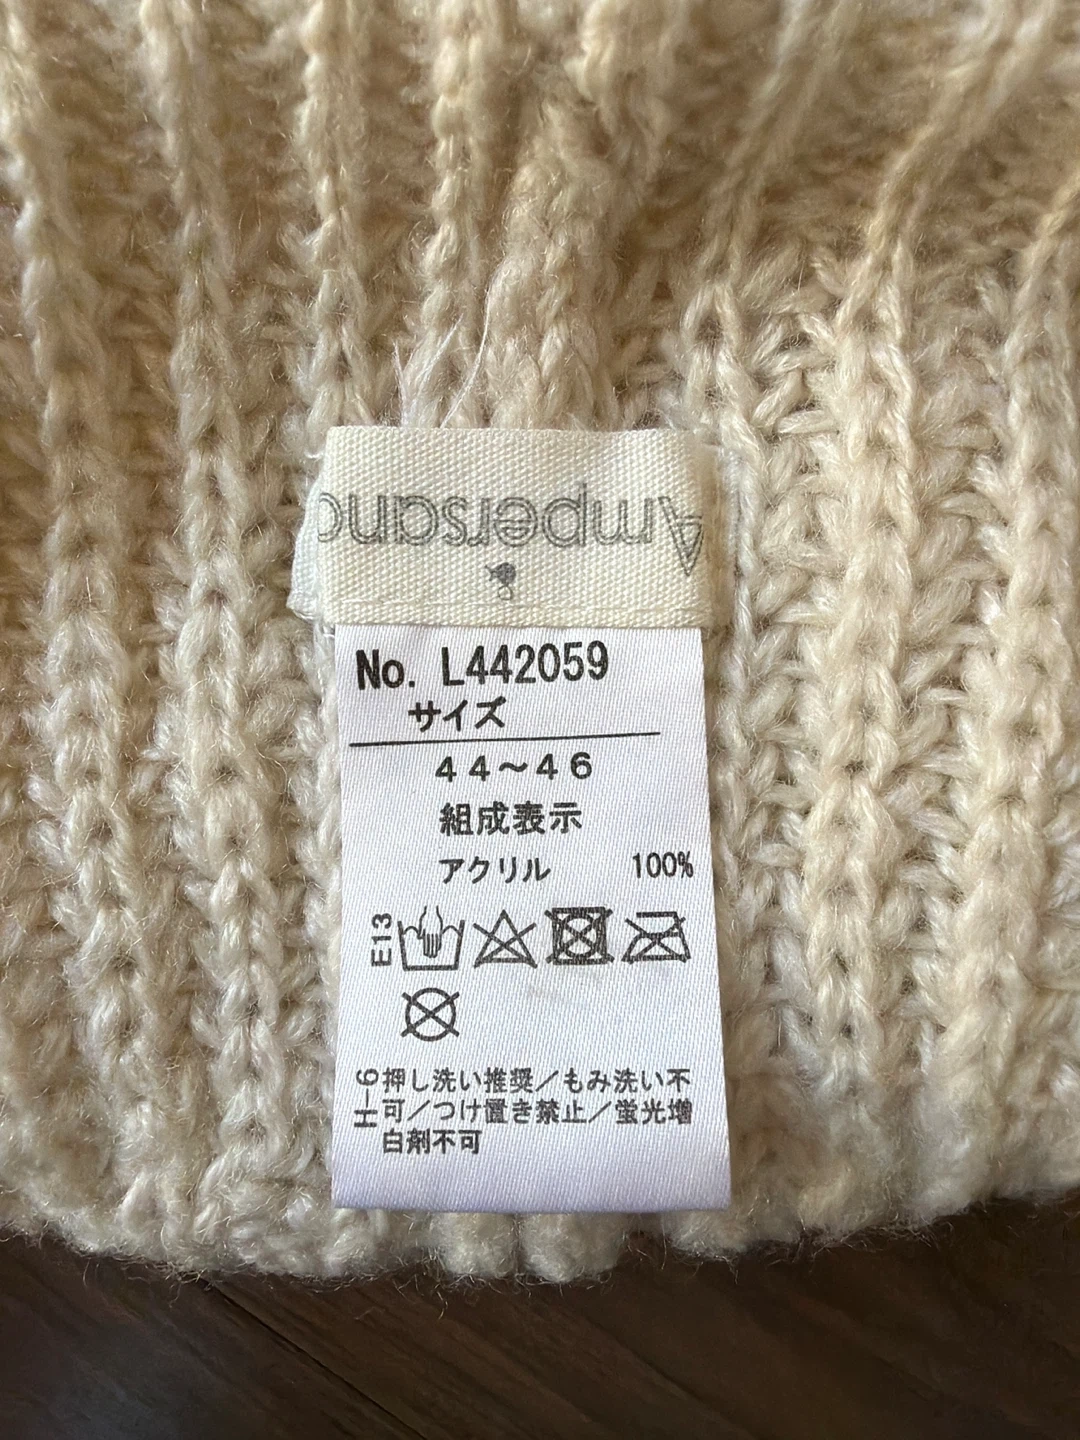 Ampersand
No. L442059
サイズ
44～46
組成表示
アクリル 100%
E13
H-6
押し洗い推奨／もみ洗い不
可／つけ置き禁止／蛍光増
白剤不可